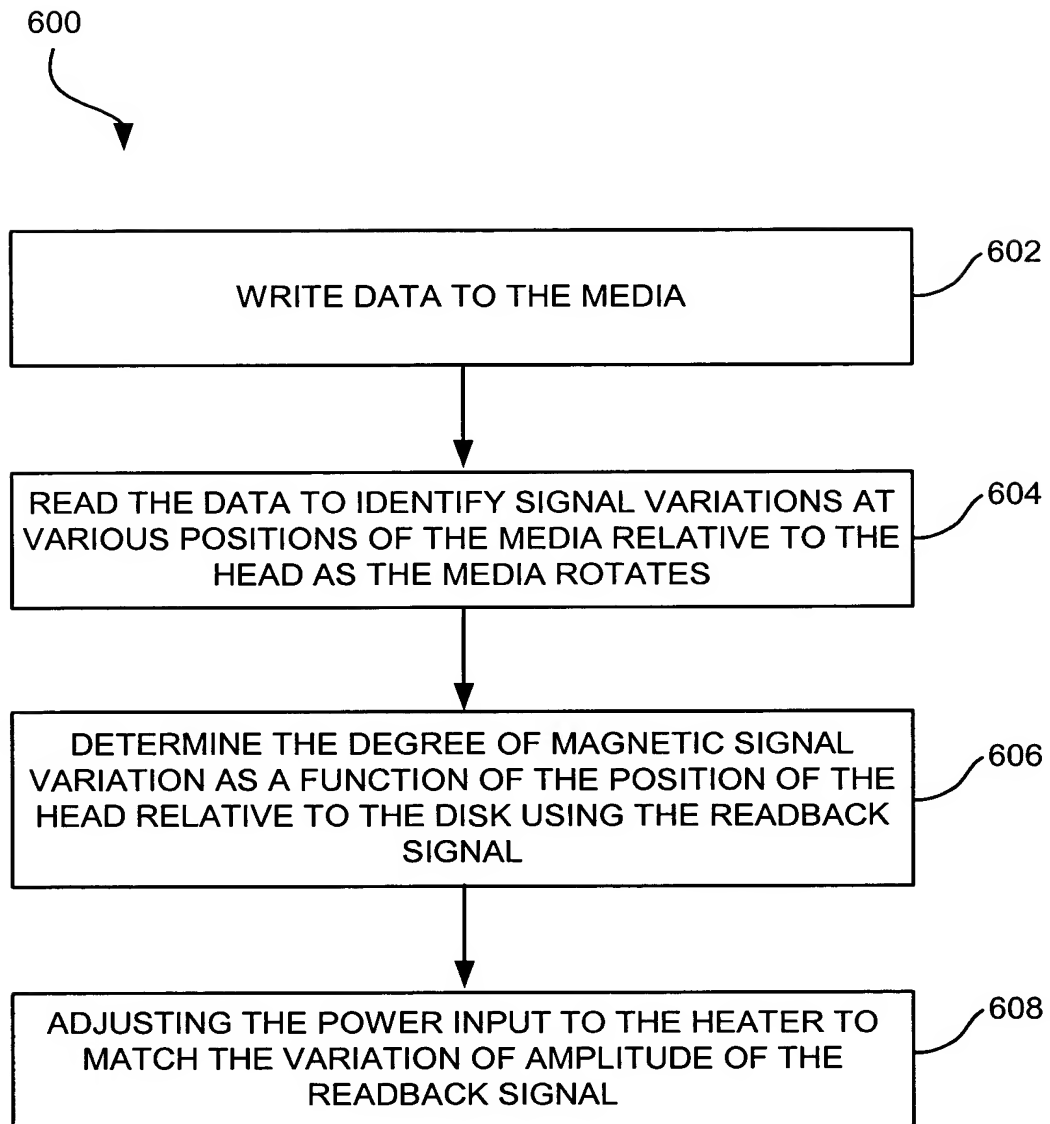 600
WRITE DATA TO THE MEDIA
602
READ THE DATA TO IDENTIFY SIGNAL VARIATIONS AT
VARIOUS POSITIONS OF THE MEDIA RELATIVE TO THE
HEAD AS THE MEDIA ROTATES
604
DETERMINE THE DEGREE OF MAGNETIC SIGNAL
VARIATION AS A FUNCTION OF THE POSITION OF THE
HEAD RELATIVE TO THE DISK USING THE READBACK
SIGNAL
606
ADJUSTING THE POWER INPUT TO THE HEATER TO
MATCH THE VARIATION OF AMPLITUDE OF THE
READBACK SIGNAL
608